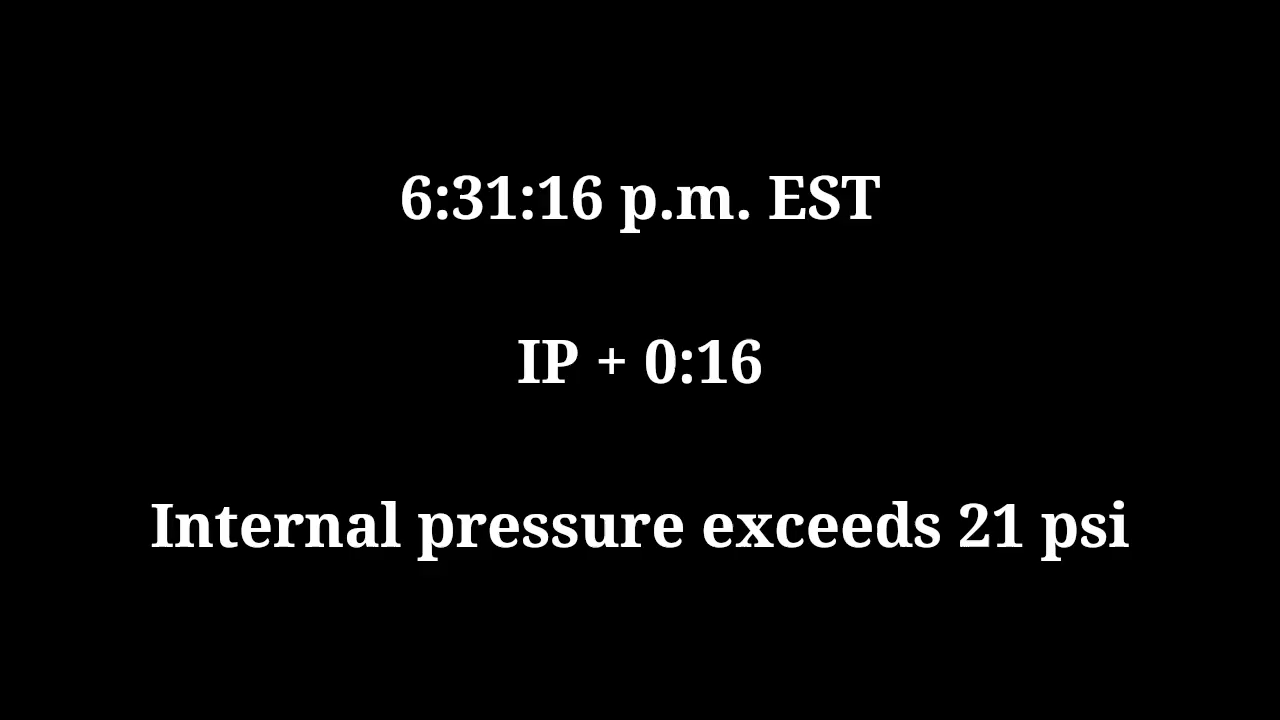 6:31:16 p.m. EST
IP + 0:16
Internal pressure exceeds 21 psi